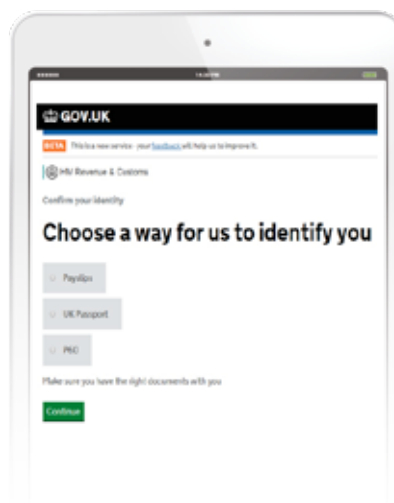 GOV.UK
BETA This is a new service - your feedback will help us to improve it.
HM Revenue & Customs
Confirm your identity
Choose a way for us to identify you
Payslips
UK Passport
P60
Make sure you have the right documents with you
Continue